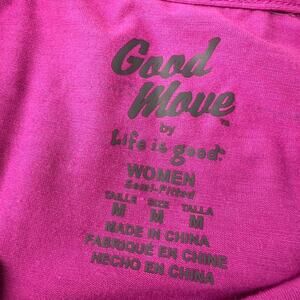 Good
Move™
by
Life is good®
WOMEN
Semi-Fitted
TAILLE SIZE TALLA
M M M
MADE IN CHINA
FABRIQUÉ EN CHINE
HECHO EN CHINA